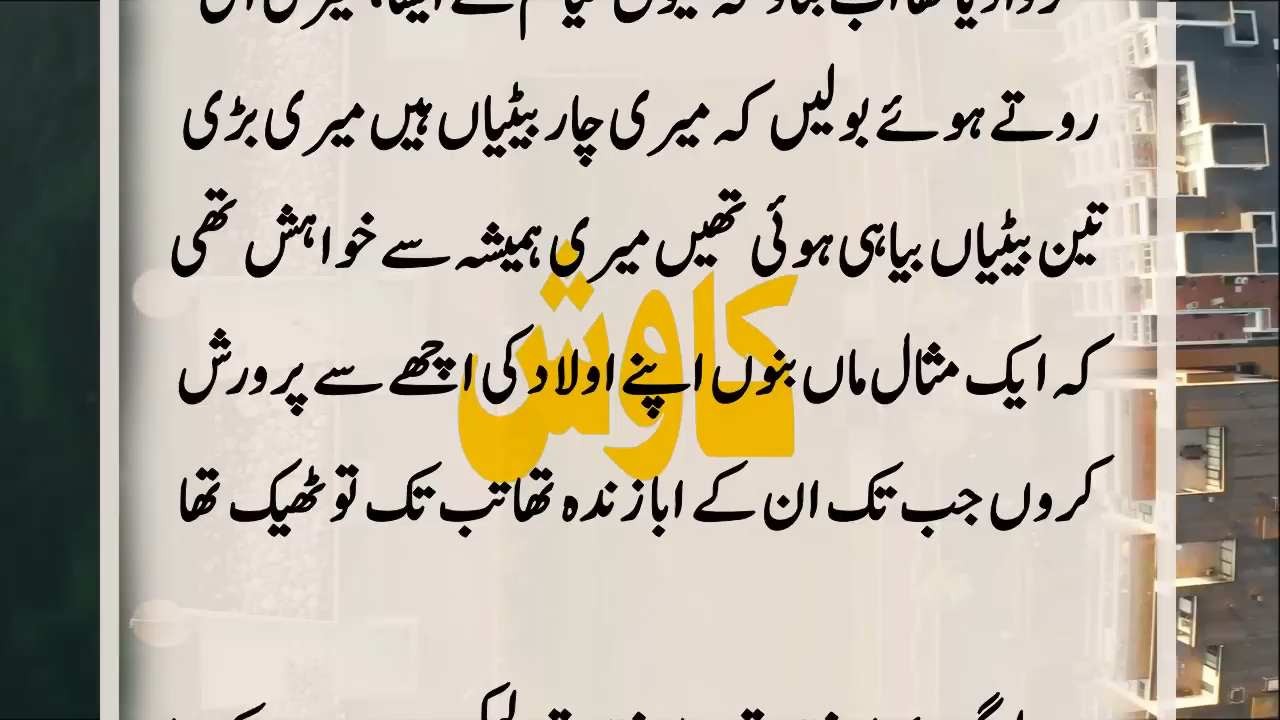 روتے ہوئے بولیں کہ میری چار بیٹیاں ہیں میری بڑی
تین بیٹیاں بیاہی ہوئی تھیں میری ہمیشہ سے خواہش تھی
کہ ایک مثال ماں بنوں اپنے اولاد کی اچھے سے پرورش
کروں جب تک ان کے ابا زندہ تھا تب تک تو ٹھیک تھا
کاوش